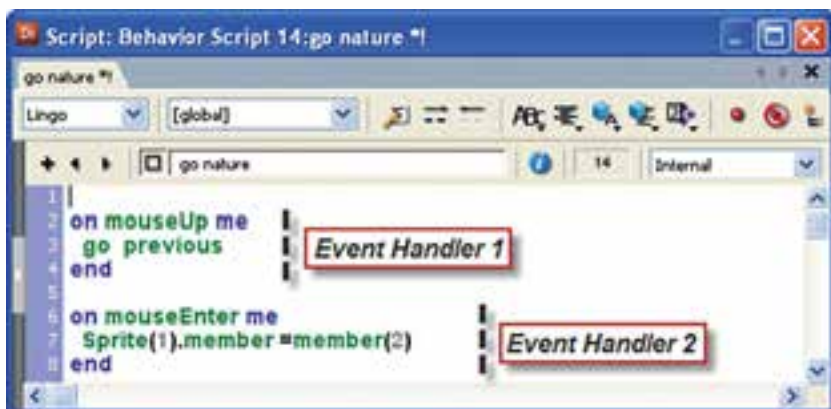 Script: Behavior Script 14:go nature *!
go nature *!
Lingo
[global]
go nature
14
Internal
1
2 on mouseUp me
3 go previous
4 end
Event Handler 1
5
6 on mouseEnter me
7 Sprite(1).member =member(2)
8 end
Event Handler 2